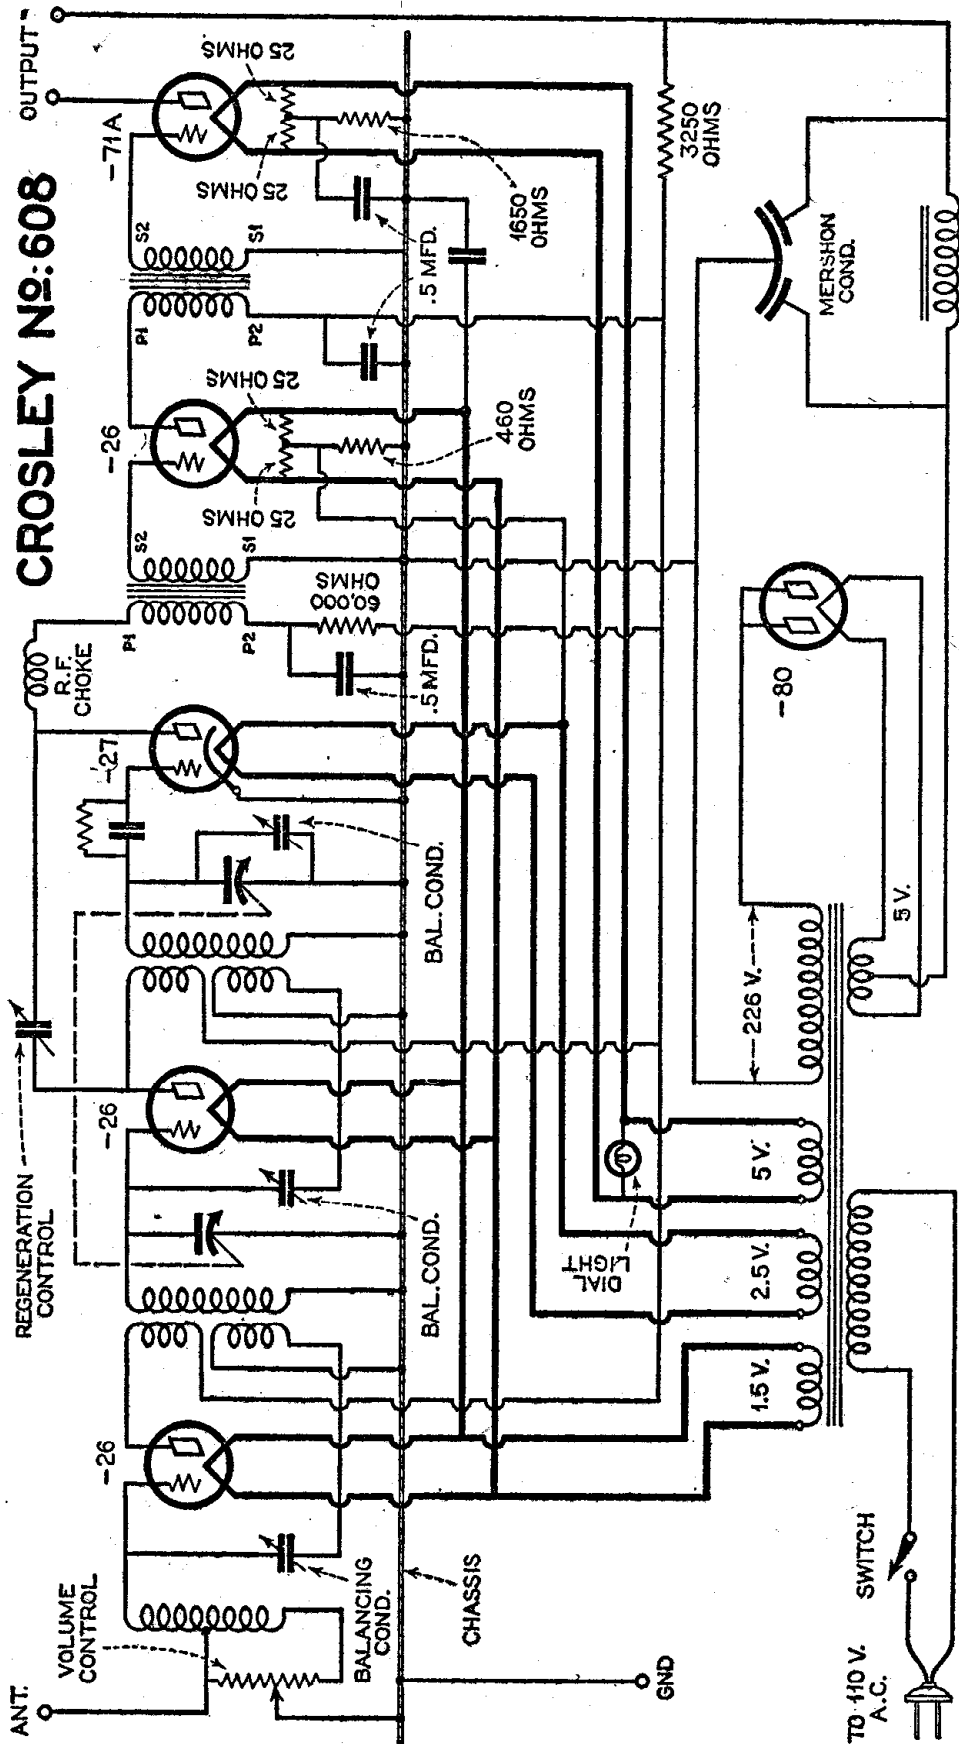 CROSLEY No: 608
ANT.
VOLUME
CONTROL
BALANCING
COND.
CHASSIS
GND
-26
REGENERATION
CONTROL
BAL. COND.
-26
BAL. COND.
-27
R.F.
CHOKE
P1
P2
S2
S1
.5 MFD.
60,000
OHMS
-26
25 OHMS
25 OHMS
460
OHMS
P1
P2
S2
S1
.5 MFD.
-71A
25 OHMS
25 OHMS
1650
OHMS
OUTPUT
3250
OHMS
MERSHON
COND.
-80
5 V.
226 V.
5 V.
2.5 V.
1.5 V.
DIAL
LIGHT
SWITCH
TO 110 V.
A.C.